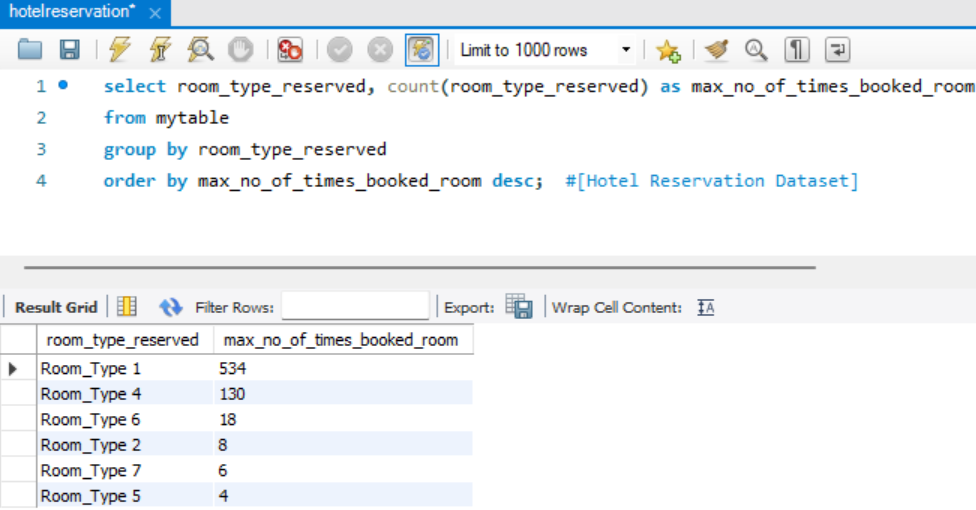 hotelreservation*
Limit to 1000 rows
1 select room_type_reserved, count(room_type_reserved) as max_no_of_times_booked_room
2 from mytable
3 group by room_type_reserved
4 order by max_no_of_times_booked_room desc; #[Hotel Reservation Dataset]
Result Grid Filter Rows: Export: Wrap Cell Content:
room_type_reserved max_no_of_times_booked_room
Room_Type 1 534
Room_Type 4 130
Room_Type 6 18
Room_Type 2 8
Room_Type 7 6
Room_Type 5 4